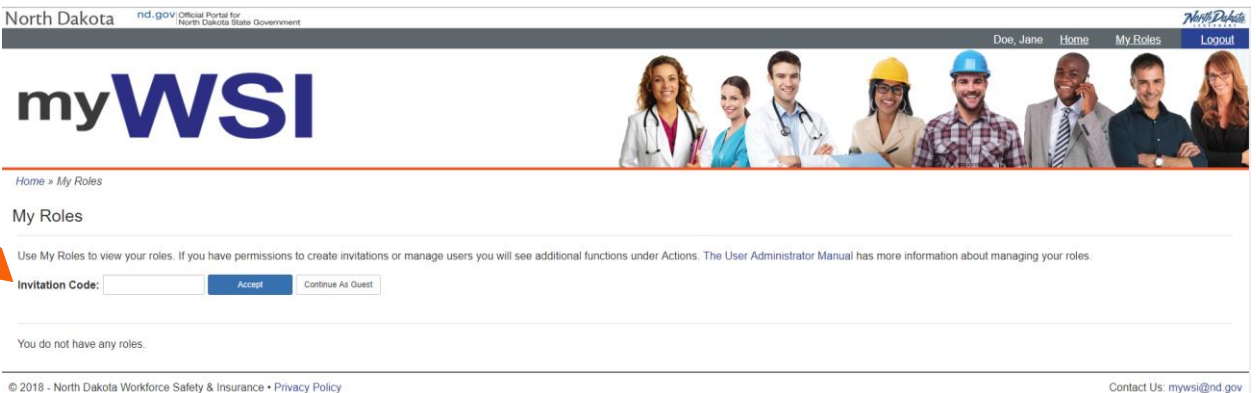 North Dakota nd.gov Official Portal for
North Dakota State Government
North Dakota
LEGENDARY
Doe, Jane Home My Roles Logout
myWSI
Home » My Roles
My Roles
Use My Roles to view your roles. If you have permissions to create invitations or manage users you will see additional functions under Actions. The User Administrator Manual has more information about managing your roles.
Invitation Code: Accept Continue As Guest
You do not have any roles.
© 2018 - North Dakota Workforce Safety & Insurance • Privacy Policy Contact Us: mywsi@nd.gov